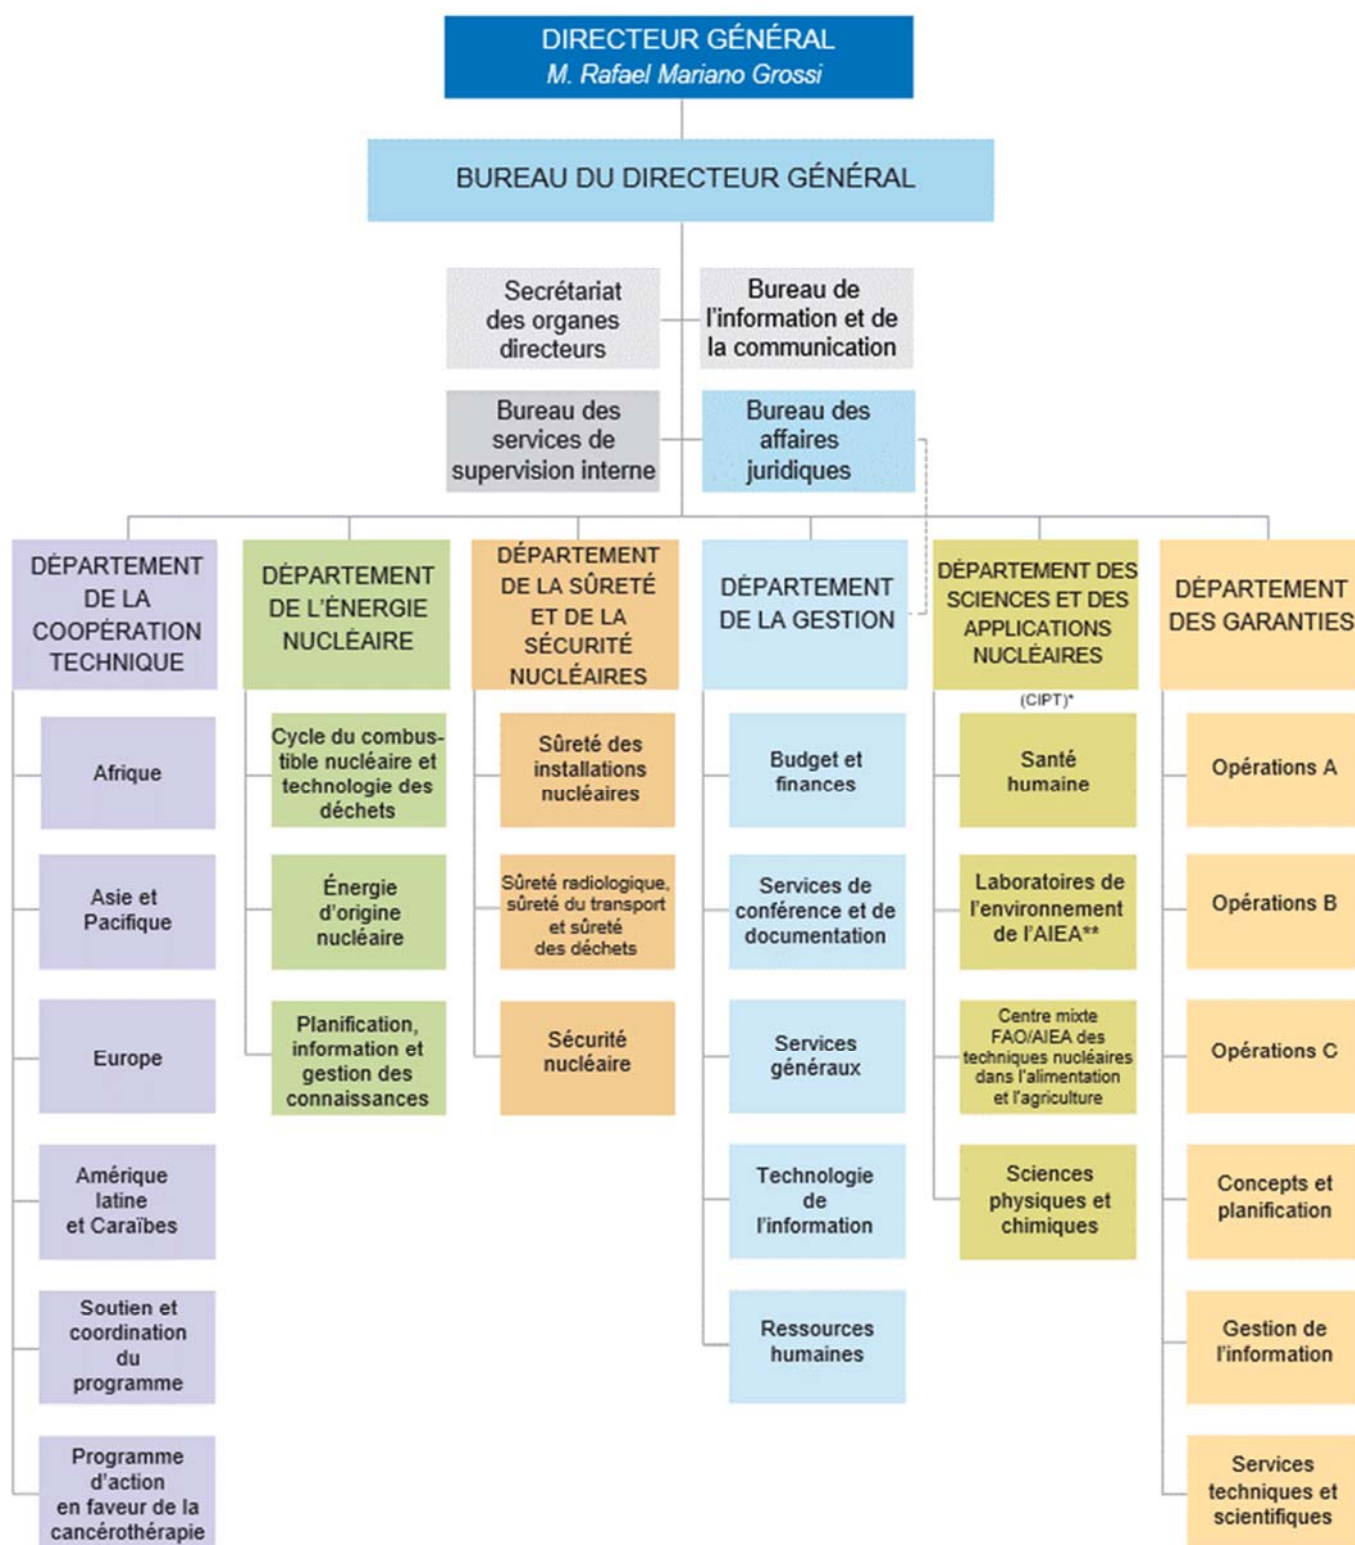 DIRECTEUR GÉNÉRAL
M. Rafael Mariano Grossi
BUREAU DU DIRECTEUR GÉNÉRAL
Secrétariat
des organes
directeurs
Bureau de
l'information et de
la communication
Bureau des
services de
supervision interne
Bureau des
affaires
juridiques
DÉPARTEMENT
DE LA
COOPÉRATION
TECHNIQUE
Afrique
Asie et
Pacifique
Europe
Amérique
latine
et Caraïbes
Soutien et
coordination
du
programme
Programme
d'action
en faveur de la
cancérothérapie
DÉPARTEMENT
DE L'ÉNERGIE
NUCLÉAIRE
Cycle du combus-
tible nucléaire et
technologie des
déchets
Énergie
d'origine
nucléaire
Planification,
information et
gestion des
connaissances
DÉPARTEMENT
DE LA SÛRETÉ
ET DE LA
SÉCURITÉ
NUCLÉAIRES
Sûreté des
installations
nucléaires
Sûreté radiologique,
sûreté du transport
et sûreté
des déchets
Sécurité
nucléaire
DÉPARTEMENT
DE LA GESTION
Budget et
finances
Services de
conférence et de
documentation
Services
généraux
Technologie
de
l'information
Ressources
humaines
DÉPARTEMENT DES
SCIENCES ET DES
APPLICATIONS
NUCLÉAIRES
(CIPT)*
Santé
humaine
Laboratoires de
l'environnement
de l'AIEA**
Centre mixte
FAO/AIEA des
techniques nucléaires
dans l'alimentation
et l'agriculture
Sciences
physiques et
chimiques
DÉPARTEMENT
DES GARANTIES
Opérations A
Opérations B
Opérations C
Concepts et
planification
Gestion de
l'information
Services
techniques et
scientifiques